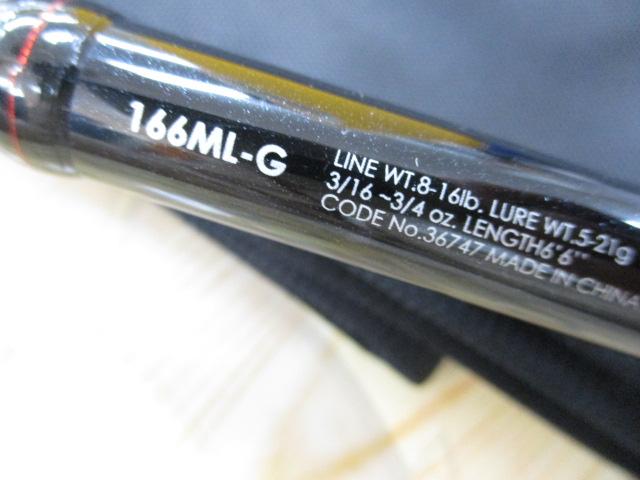 166ML-G
LINE WT.8-16lb. LURE WT.5-21g
3/16 ~3/4 oz. LENGTH6'6"
CODE No.36747 MADE IN CHINA